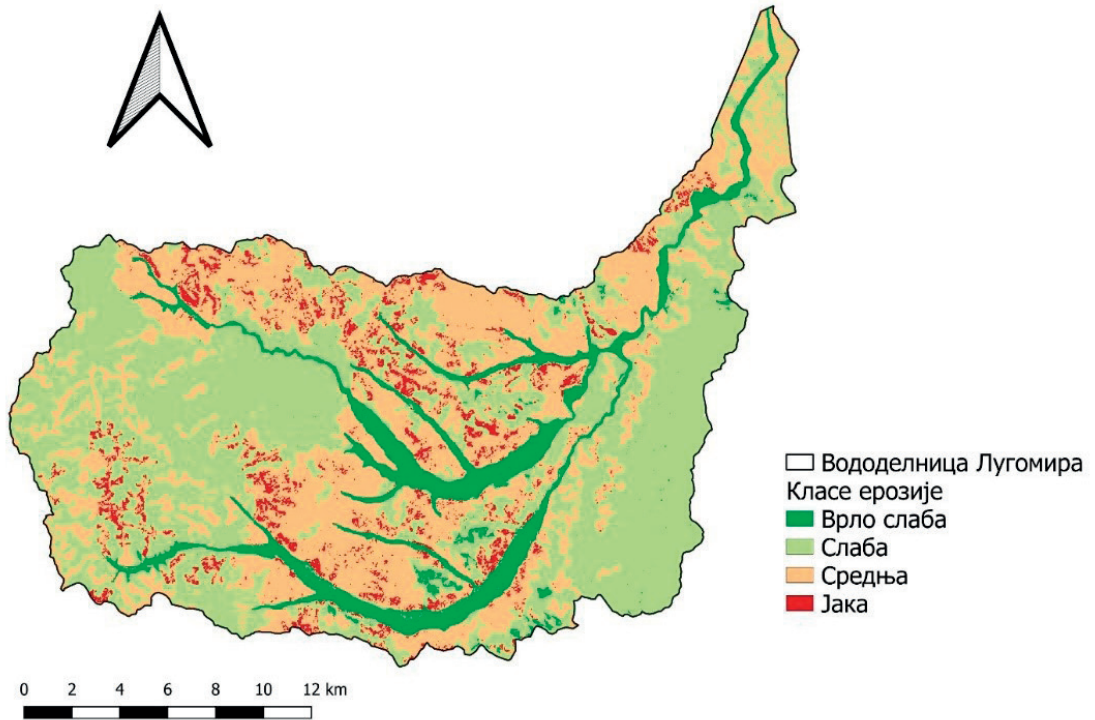 Вододелница Лугомира
Класе ерозије
Врло слаба
Слаба
Средња
Јака
0 2 4 6 8 10 12 km